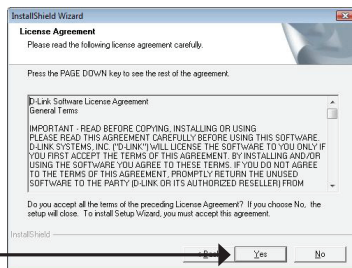 InstallShield Wizard
License Agreement
Please read the following license agreement carefully.
Press the PAGE DOWN key to see the rest of the agreement.
D-Link Software License Agreement
General Terms
IMPORTANT - READ BEFORE COPYING, INSTALLING OR USING
PLEASE READ THIS AGREEMENT CAREFULLY BEFORE USING THIS SOFTWARE.
D-LINK SYSTEMS, INC. ("D-LINK") WILL LICENSE THE SOFTWARE TO YOU ONLY IF
YOU FIRST ACCEPT THE TERMS OF THIS AGREEMENT. BY INSTALLING AND/OR
USING THE SOFTWARE YOU AGREE TO THESE TERMS. IF YOU DO NOT AGREE
TO THE TERMS OF THIS AGREEMENT, PROMPTLY RETURN THE UNUSED
SOFTWARE TO THE PARTY (D-LINK OR ITS AUTHORIZED RESELLER) FROM
Do you accept all the terms of the preceding License Agreement? If you choose No, the
setup will close. To install Setup Wizard, you must accept this agreement.
InstallShield
Yes
No